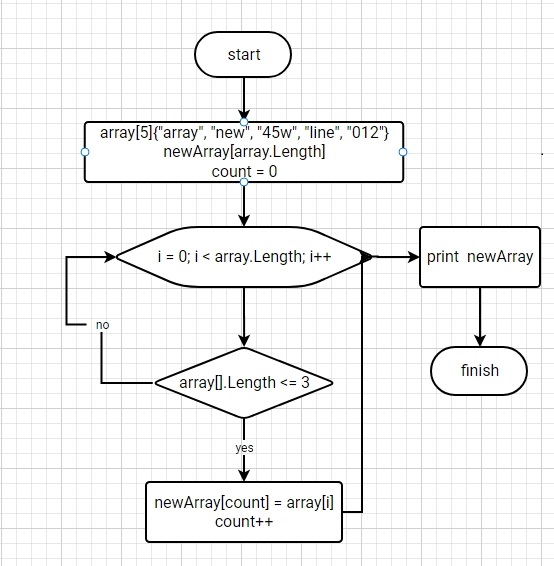 start
array[5]{"array", "new", "45w", "line", "012"}
newArray[array.Length]
count = 0
i = 0; i < array.Length; i++
print newArray
no
array[].Length <= 3
finish
yes
newArray[count] = array[i]
count++